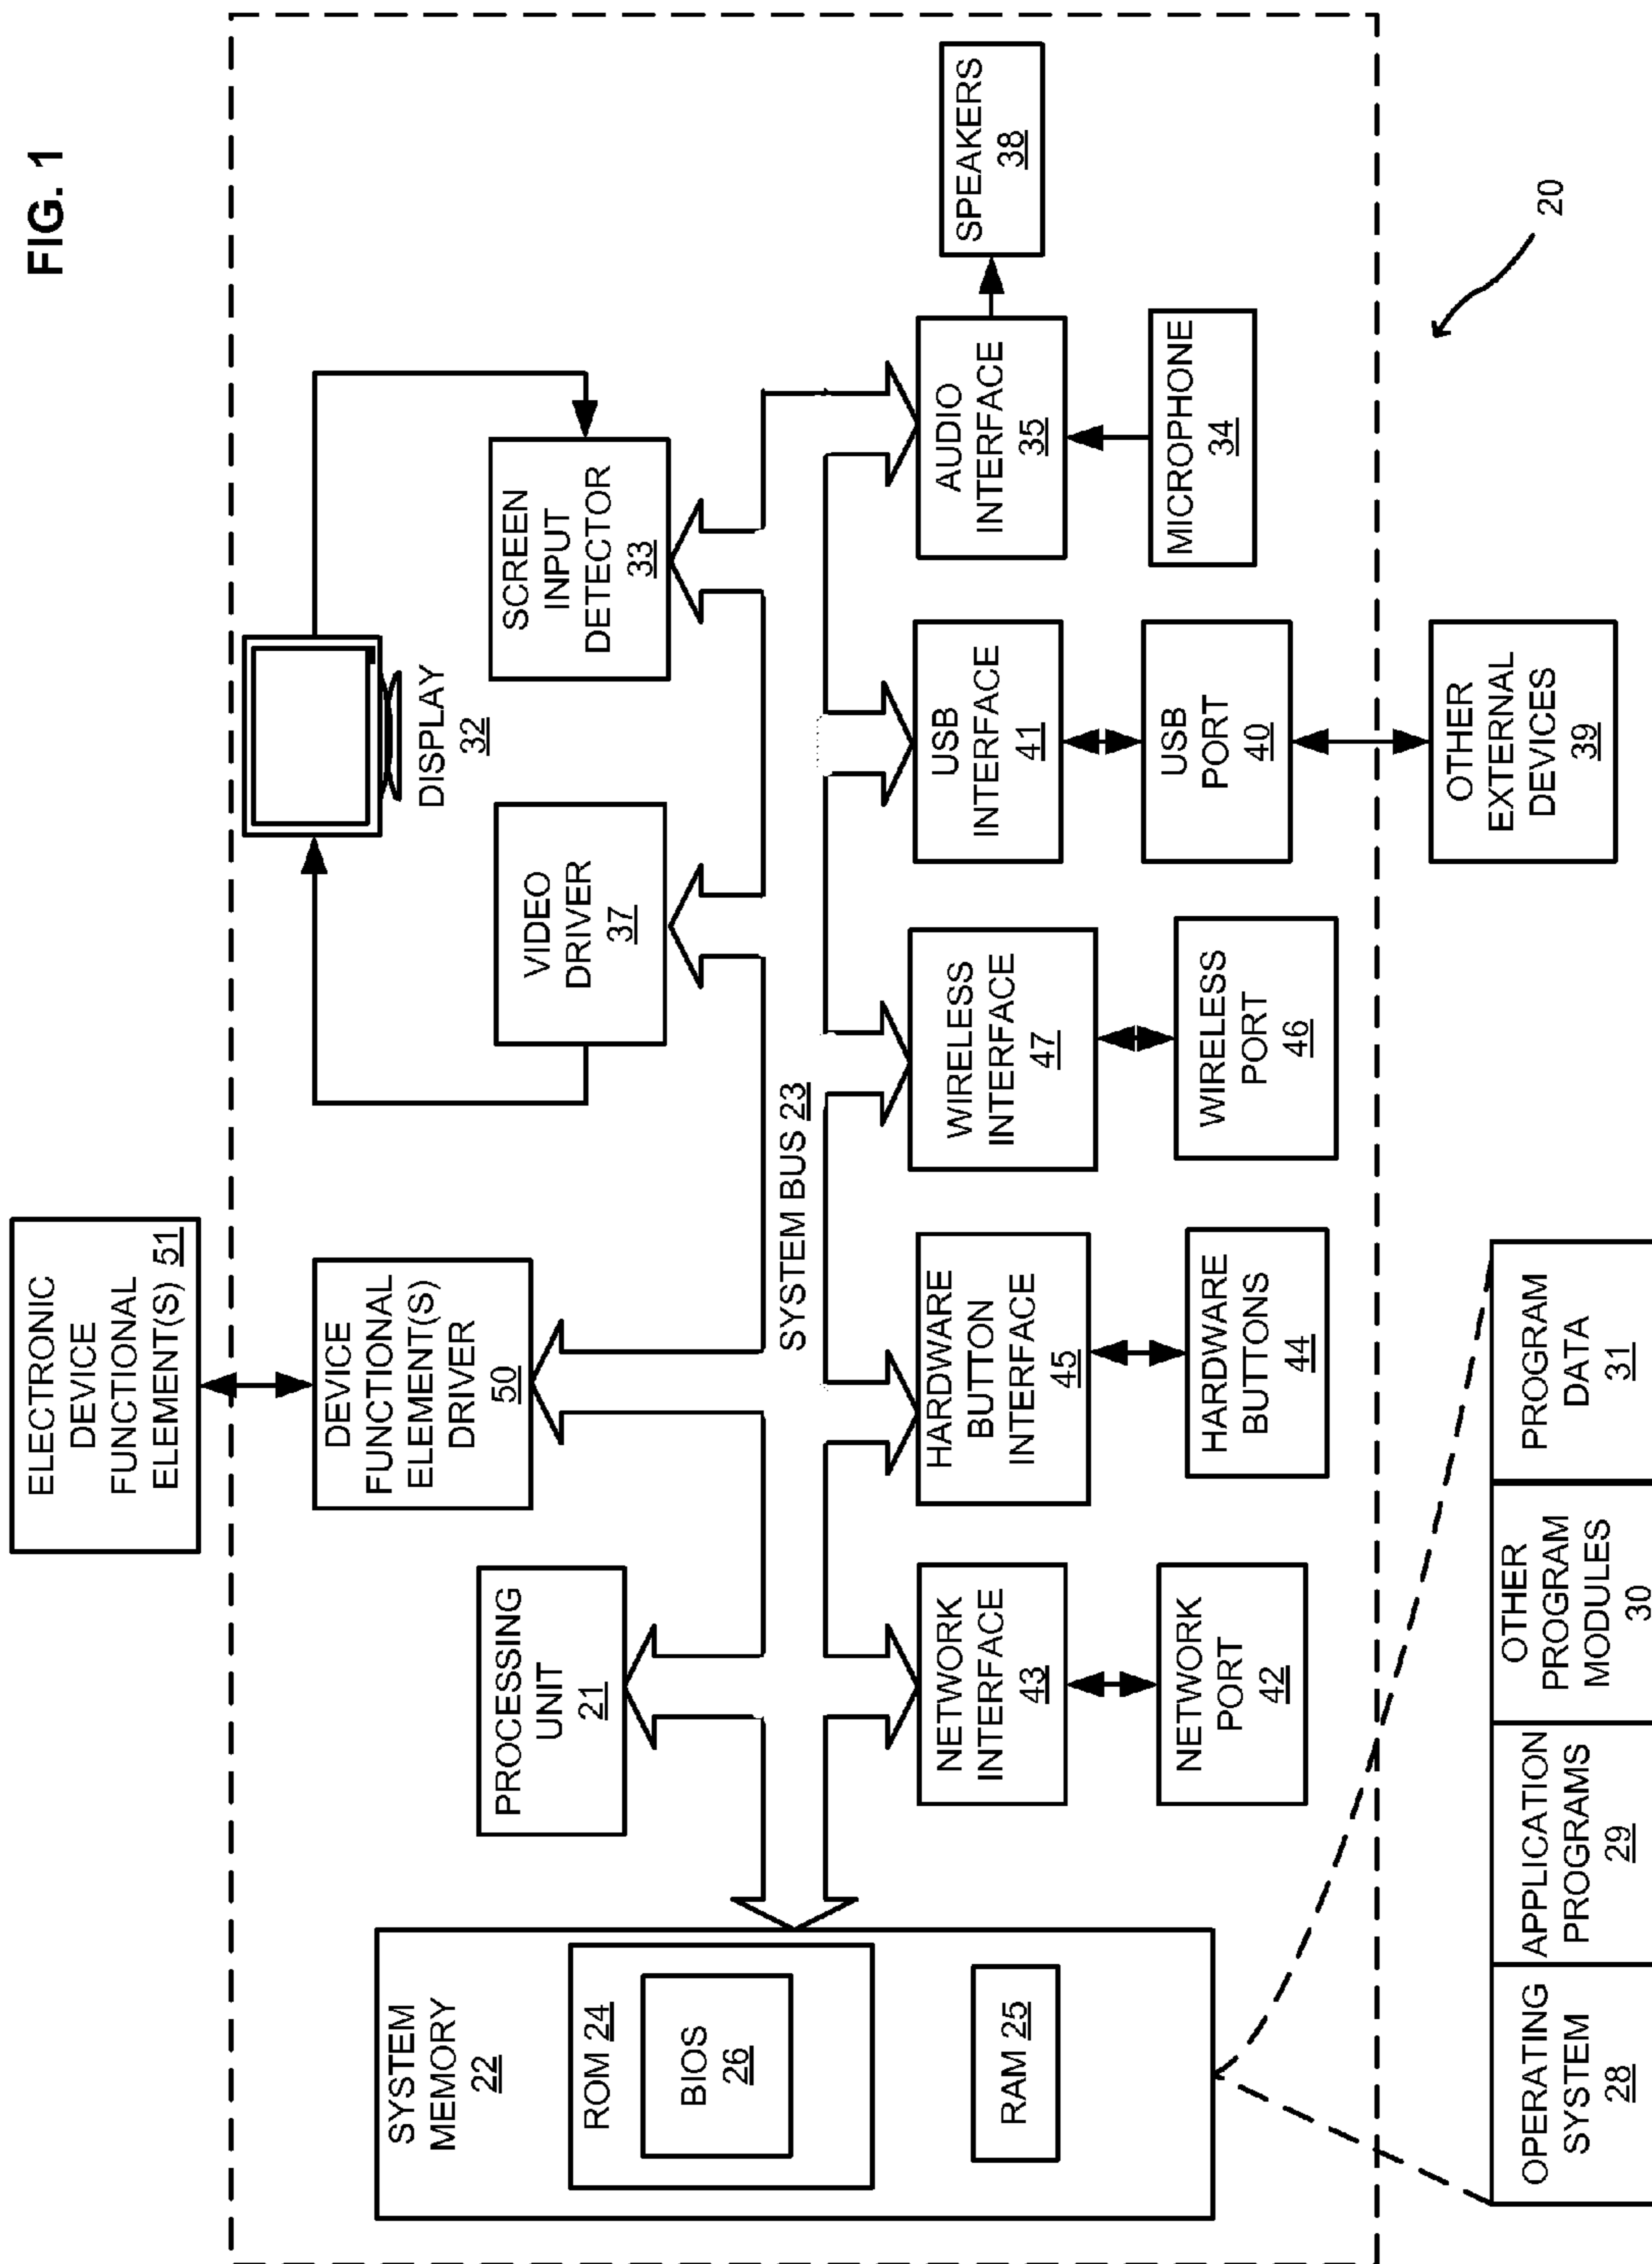 FIG. 1
ELECTRONIC
DEVICE
FUNCTIONAL
ELEMENT(S) 51
SYSTEM
MEMORY
22
ROM 24
BIOS
26
RAM 25
PROCESSING
UNIT
21
DEVICE
FUNCTIONAL
ELEMENT(S)
DRIVER
50
VIDEO
DRIVER
37
DISPLAY
32
SCREEN
INPUT
DETECTOR
33
SYSTEM BUS 23
NETWORK
INTERFACE
43
HARDWARE
BUTTON
INTERFACE
45
WIRELESS
INTERFACE
47
USB
INTERFACE
41
AUDIO
INTERFACE
35
SPEAKERS
38
NETWORK
PORT
42
HARDWARE
BUTTONS
44
WIRELESS
PORT
46
USB
PORT
40
MICROPHONE
34
OPERATING
SYSTEM
28
APPLICATION
PROGRAMS
29
OTHER
PROGRAM
MODULES
30
PROGRAM
DATA
31
OTHER
EXTERNAL
DEVICES
39
20